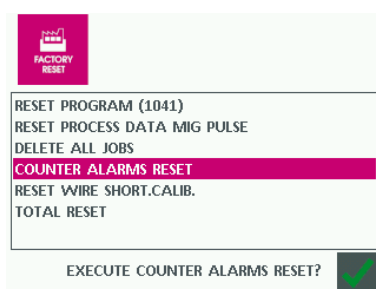 FACTORY
RESET
RESET PROGRAM (1041)
RESET PROCESS DATA MIG PULSE
DELETE ALL JOBS
COUNTER ALARMS RESET
RESET WIRE SHORT.CALIB.
TOTAL RESET
EXECUTE COUNTER ALARMS RESET?